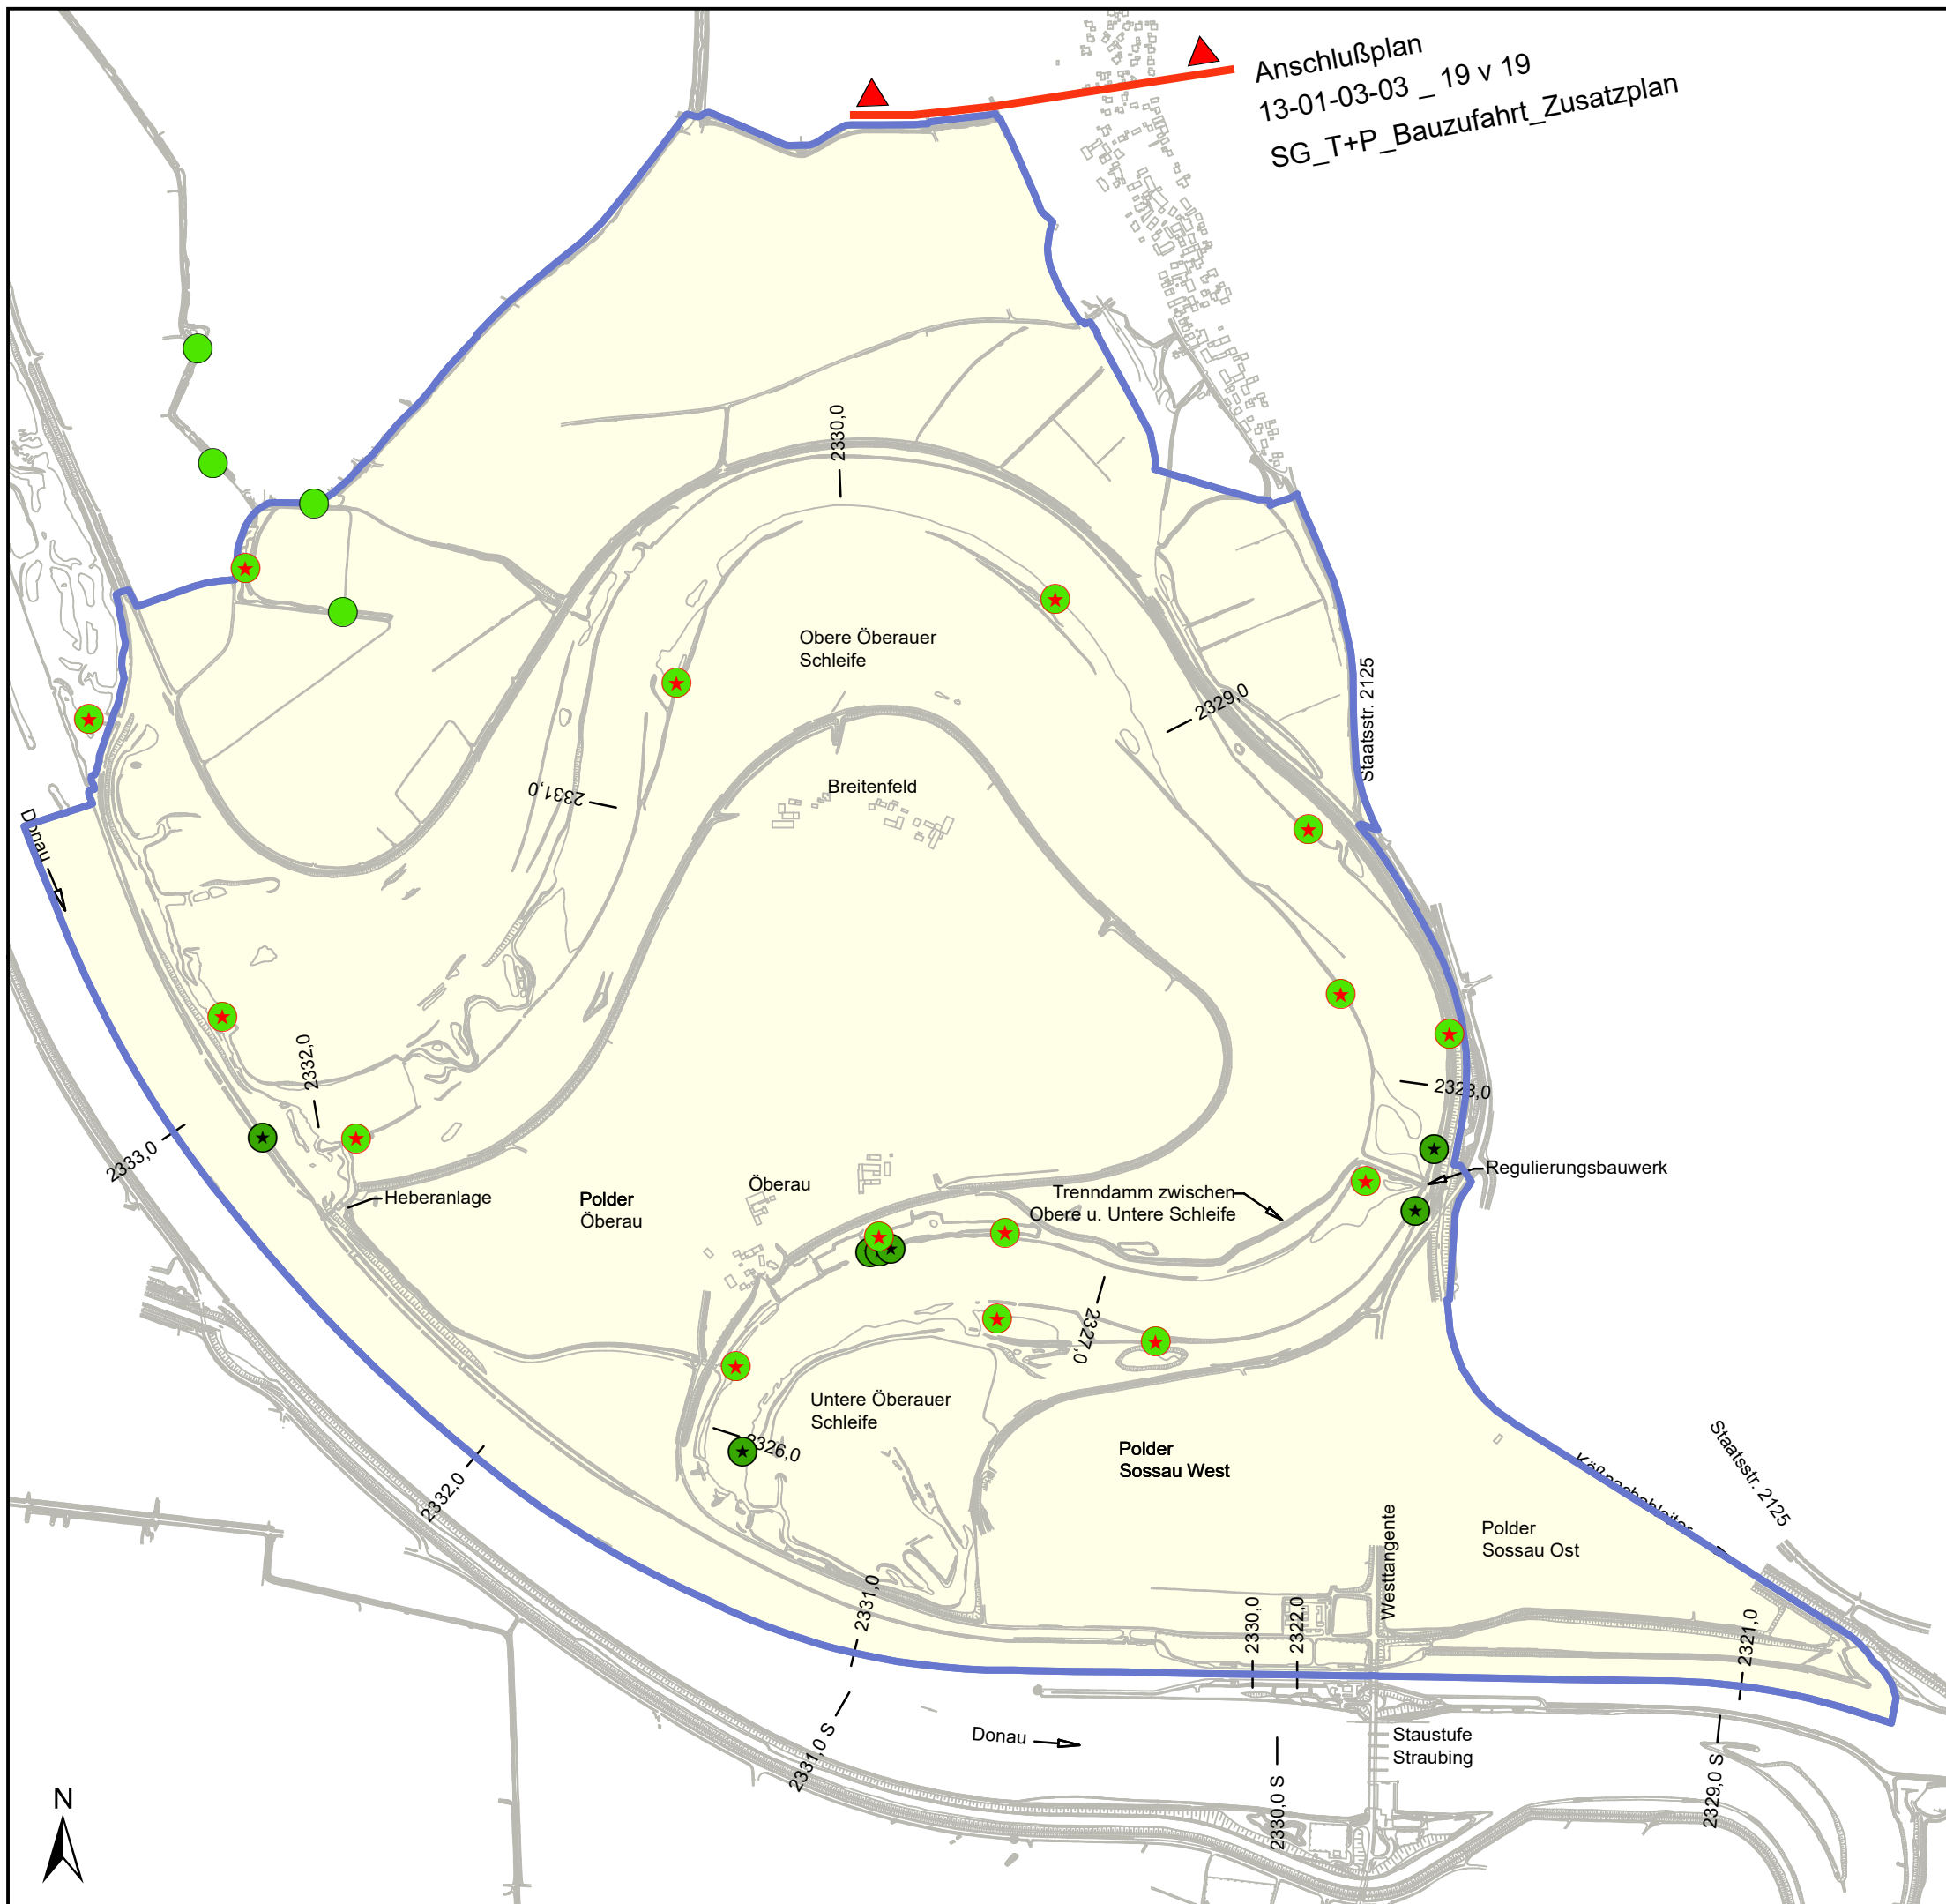 Anschlußplan
13-01-03-03 _ 19 v 19
SG_T+P_Bauzufahrt_Zusatzplan
2330,0
Obere Öberauer
Schleife
2329,0
Staatsstr. 2125
2331,0
Breitenfeld
Donau
2332,0
2328,0
2333,0
Regulierungsbauwerk
Heberanlage
Polder
Öberau
Öberau
Trenndamm zwischen
Obere u. Untere Schleife
2327,0
Untere Öberauer
Schleife
2326,0
Polder
Sossau West
Staatsstr. 2125
2332,0
Polder
Sossau Ost
Westtangente
2331,0
2330,0
2322,0
2321,0
Donau
2331,0 S
Staustufe
Straubing
2330,0 S
2329,0 S
N